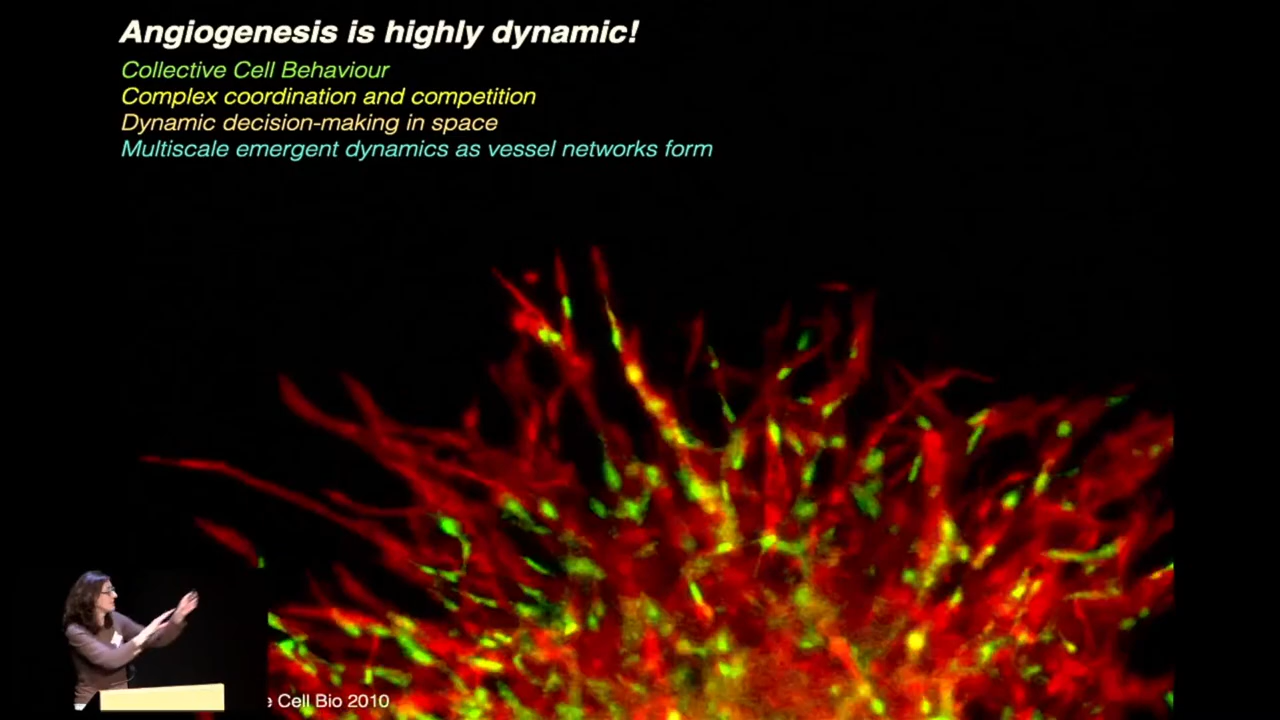 Angiogenesis is highly dynamic!
Collective Cell Behaviour
Complex coordination and competition
Dynamic decision-making in space
Multiscale emergent dynamics as vessel networks form
Cell Bio 2010